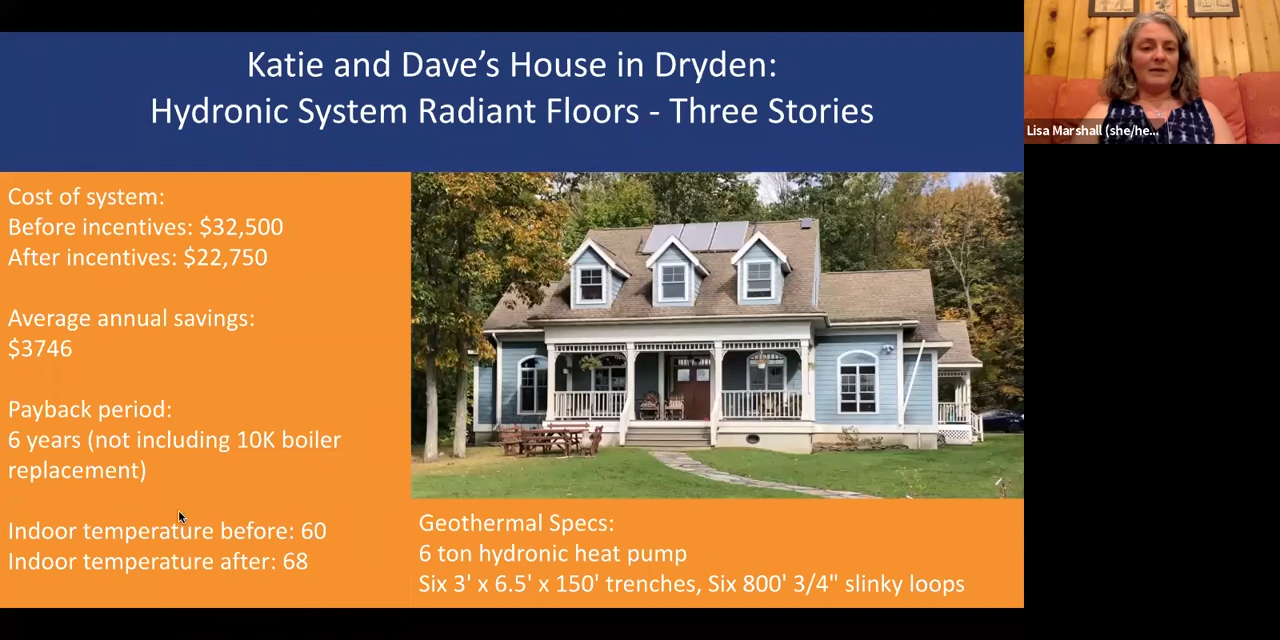 Katie and Dave's House in Dryden:
Hydronic System Radiant Floors - Three Stories
Cost of system:
Before incentives: $32,500
After incentives: $22,750
Average annual savings:
$3746
Payback period:
6 years (not including 10K boiler
replacement)
Indoor temperature before: 60
Indoor temperature after: 68
Geothermal Specs:
6 ton hydronic heat pump
Six 3' x 6.5' x 150' trenches, Six 800' 3/4" slinky loops
Lisa Marshall (she/he...